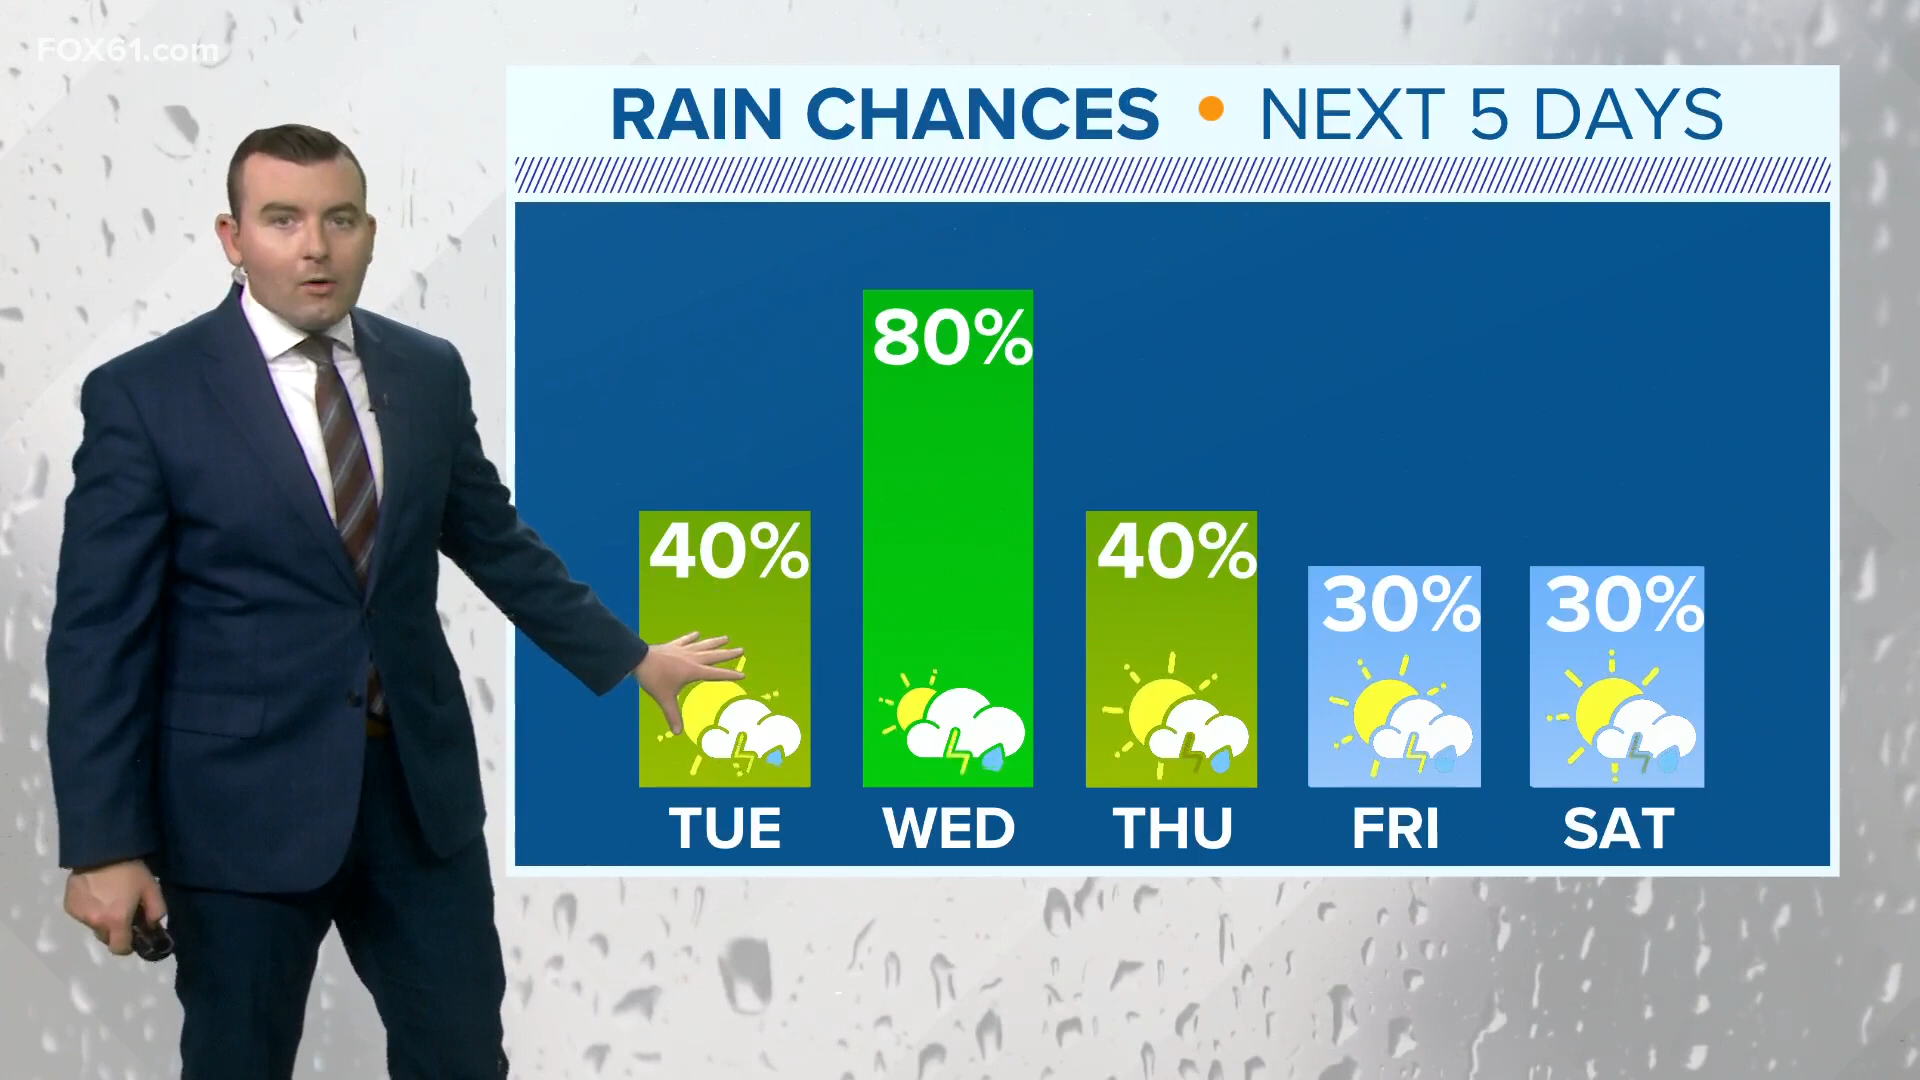 FOX61.com
RAIN CHANCES • NEXT 5 DAYS
40% 80% 40% 30% 30%
TUE WED THU FRI SAT